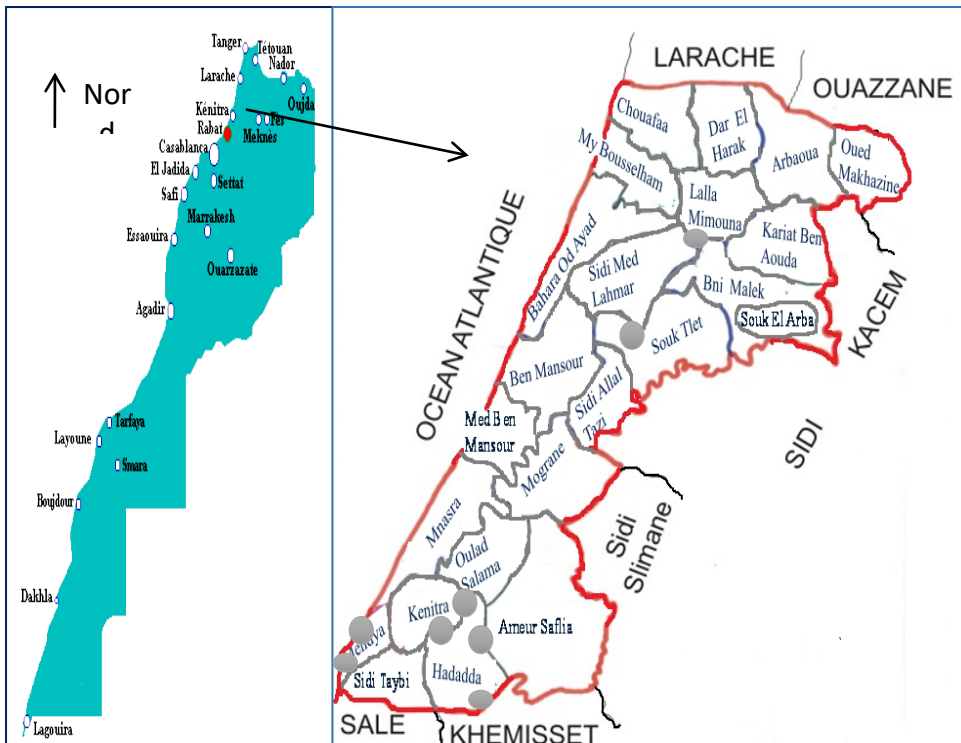 Nor
d
Tanger
Tétouan
Nador
Larache
Oujda
Kénitra
Fès
Rabat
Meknès
Casablanca
El Jadida
Settat
Safi
Marrakesh
Essaouira
Ouarzazate
Agadir
Tarfaya
Layoune
Smara
Boujdour
Dakhla
Lagouira
LARACHE
OUAZZANE
Chouafaa
Dar El
Harak
Arbaoua
Oued
Makhazine
My Bousselham
Lalla
Mimouna
Kariat Ben
Aouda
OCEAN ATLANTIQUE
Bahara Od Ayad
Sidi Med
Lahmar
Bni Malek
Souk El Arba
KACEM
Souk Tlet
Ben Mansour
Sidi Allal
Tazi
Med Ben
Mansour
SIDI
Mograne
Mnasra
Sidi
Slimane
Oulad
Salama
Kenitra
Ameur Saflia
Sidi Taybi
Hadadda
SALE
KHEMISSET